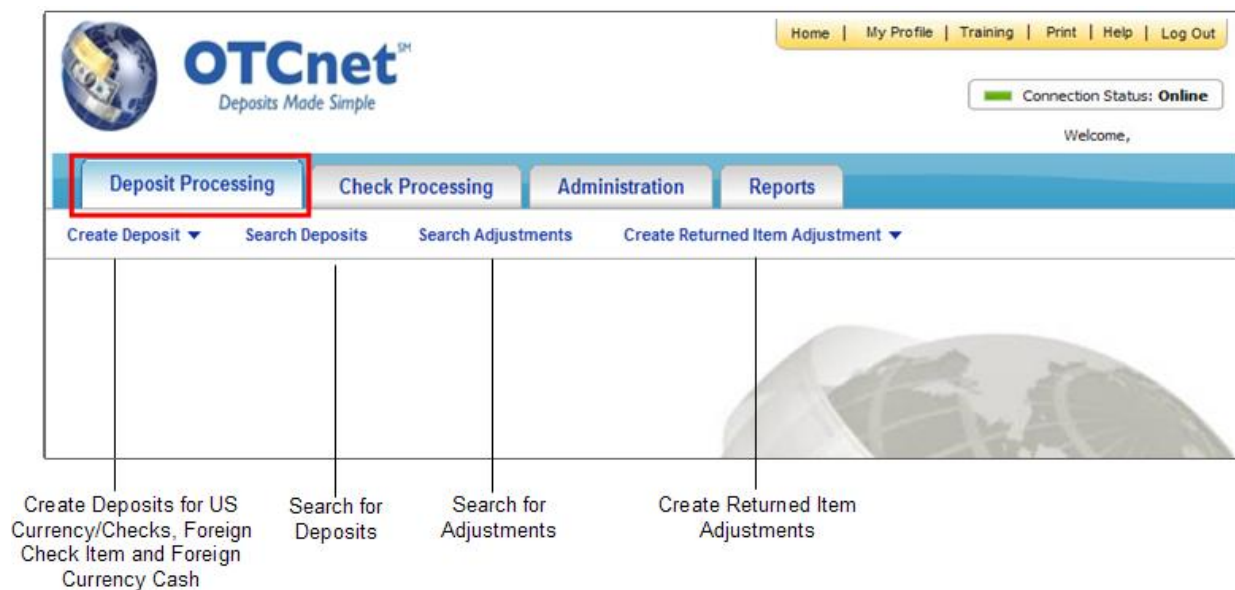 Home | My Profile | Training | Print | Help | Log Out
OTCnet SM
Deposits Made Simple
Connection Status: Online
Welcome,
Deposit Processing
Check Processing
Administration
Reports
Create Deposit ▼
Search Deposits
Search Adjustments
Create Returned Item Adjustment ▼
Create Deposits for US
Currency/Checks, Foreign
Check Item and Foreign
Currency Cash
Search for
Deposits
Search for
Adjustments
Create Returned Item
Adjustments